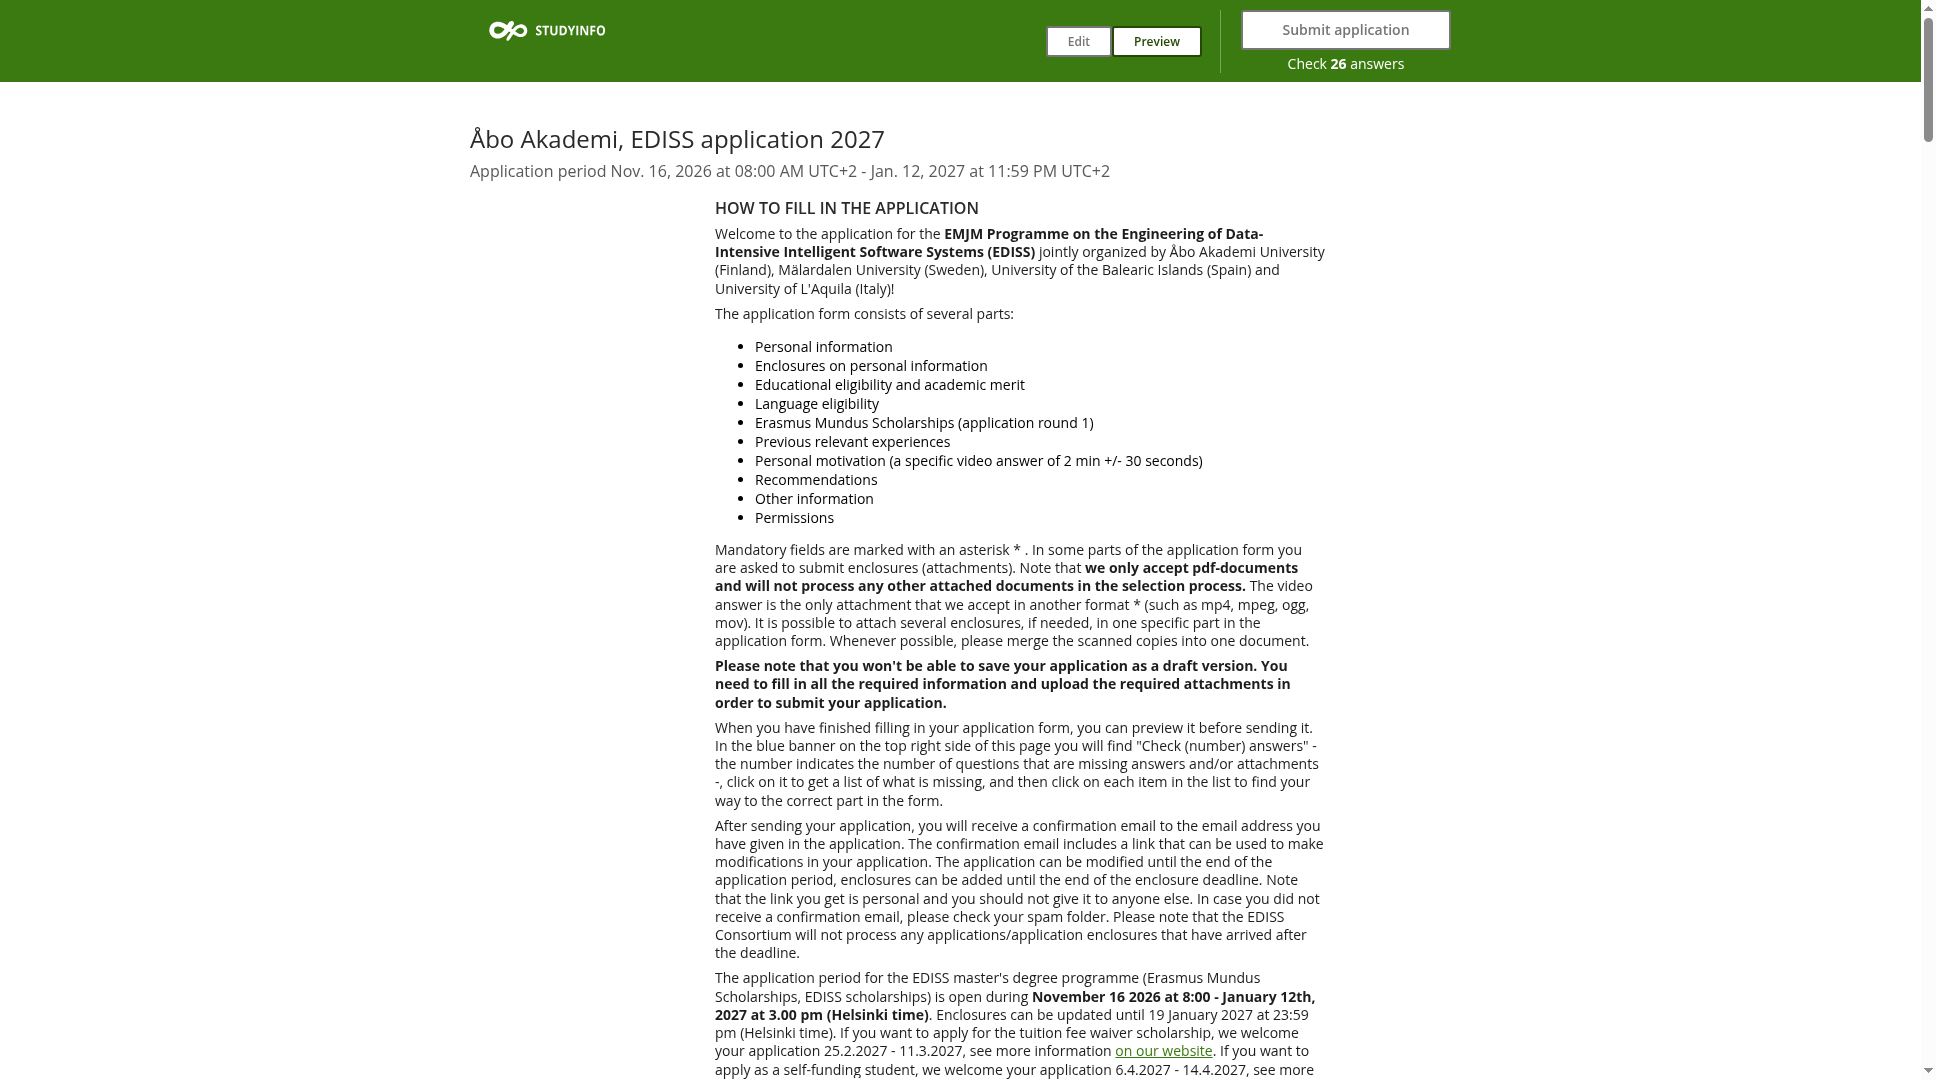 STUDYINFO
Edit
Preview
Submit application
Check 26 answers
Åbo Akademi, EDISS application 2027
Application period Nov. 16, 2026 at 08:00 AM UTC+2 - Jan. 12, 2027 at 11:59 PM UTC+2
HOW TO FILL IN THE APPLICATION
Welcome to the application for the EMJM Programme on the Engineering of Data-
Intensive Intelligent Software Systems (EDISS) jointly organized by Åbo Akademi University
(Finland), Mälardalen University (Sweden), University of the Balearic Islands (Spain) and
University of L'Aquila (Italy)!
The application form consists of several parts:
• Personal information
• Enclosures on personal information
• Educational eligibility and academic merit
• Language eligibility
• Erasmus Mundus Scholarships (application round 1)
• Previous relevant experiences
• Personal motivation (a specific video answer of 2 min +/- 30 seconds)
• Recommendations
• Other information
• Permissions
Mandatory fields are marked with an asterisk * . In some parts of the application form you
are asked to submit enclosures (attachments). Note that we only accept pdf-documents
and will not process any other attached documents in the selection process. The video
answer is the only attachment that we accept in another format * (such as mp4, mpeg, ogg,
mov). It is possible to attach several enclosures, if needed, in one specific part in the
application form. Whenever possible, please merge the scanned copies into one document.
Please note that you won't be able to save your application as a draft version. You
need to fill in all the required information and upload the required attachments in
order to submit your application.
When you have finished filling in your application form, you can preview it before sending it.
In the blue banner on the top right side of this page you will find "Check (number) answers" -
the number indicates the number of questions that are missing answers and/or attachments
-, click on it to get a list of what is missing, and then click on each item in the list to find your
way to the correct part in the form.
After sending your application, you will receive a confirmation email to the email address you
have given in the application. The confirmation email includes a link that can be used to make
modifications in your application. The application can be modified until the end of the
application period, enclosures can be added until the end of the enclosure deadline. Note
that the link you get is personal and you should not give it to anyone else. In case you did not
receive a confirmation email, please check your spam folder. Please note that the EDISS
Consortium will not process any applications/application enclosures that have arrived after
the deadline.
The application period for the EDISS master's degree programme (Erasmus Mundus
Scholarships, EDISS scholarships) is open during November 16 2026 at 8:00 - January 12th,
2027 at 3.00 pm (Helsinki time). Enclosures can be updated until 19 January 2027 at 23:59
pm (Helsinki time). If you want to apply for the tuition fee waiver scholarship, we welcome
your application 25.2.2027 - 11.3.2027, see more information on our website. If you want to
apply as a self-funding student, we welcome your application 6.4.2027 - 14.4.2027, see more